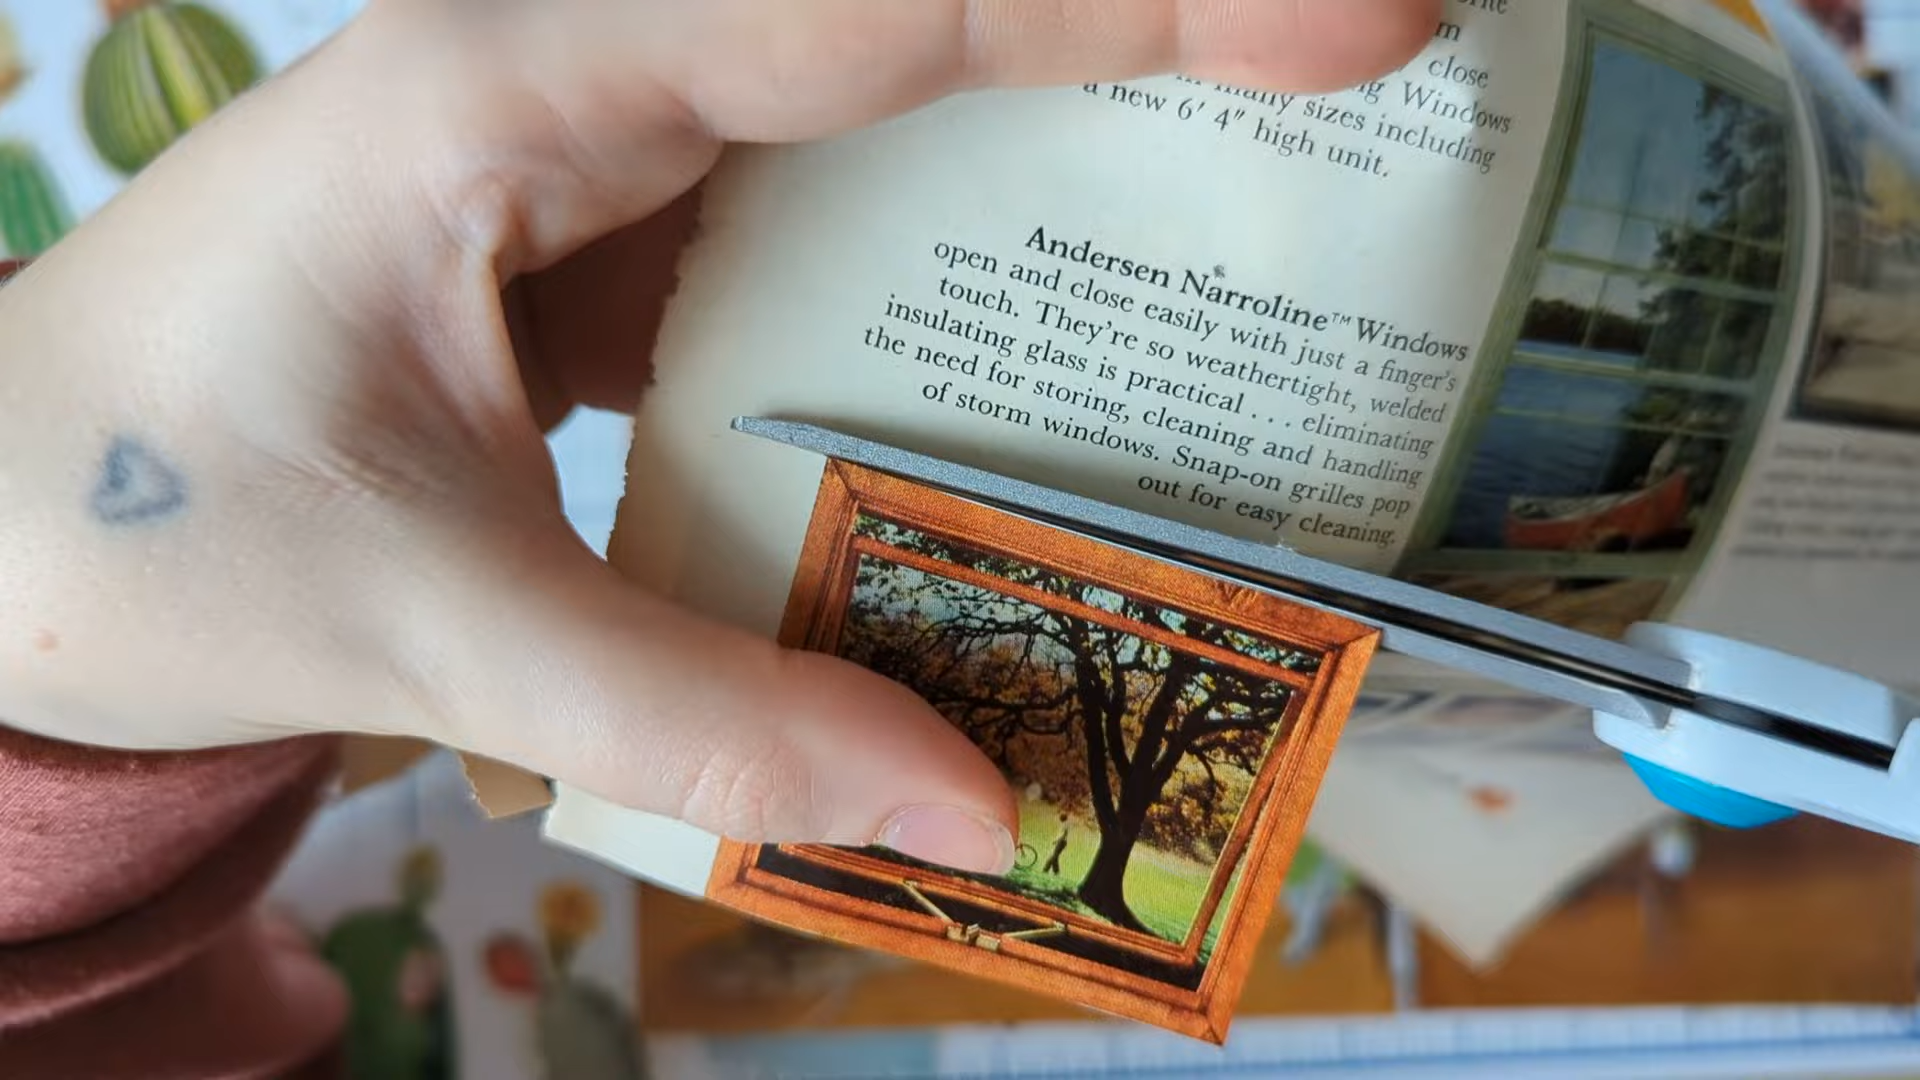 m
close
Windows
many sizes including
a new 6′ 4″ high unit.
Andersen Narroline™ Windows
open and close easily with just a finger's
touch. They're so weathertight, welded
insulating glass is practical . . . eliminating
the need for storing, cleaning and handling
of storm windows. Snap-on grilles pop
out for easy cleaning.